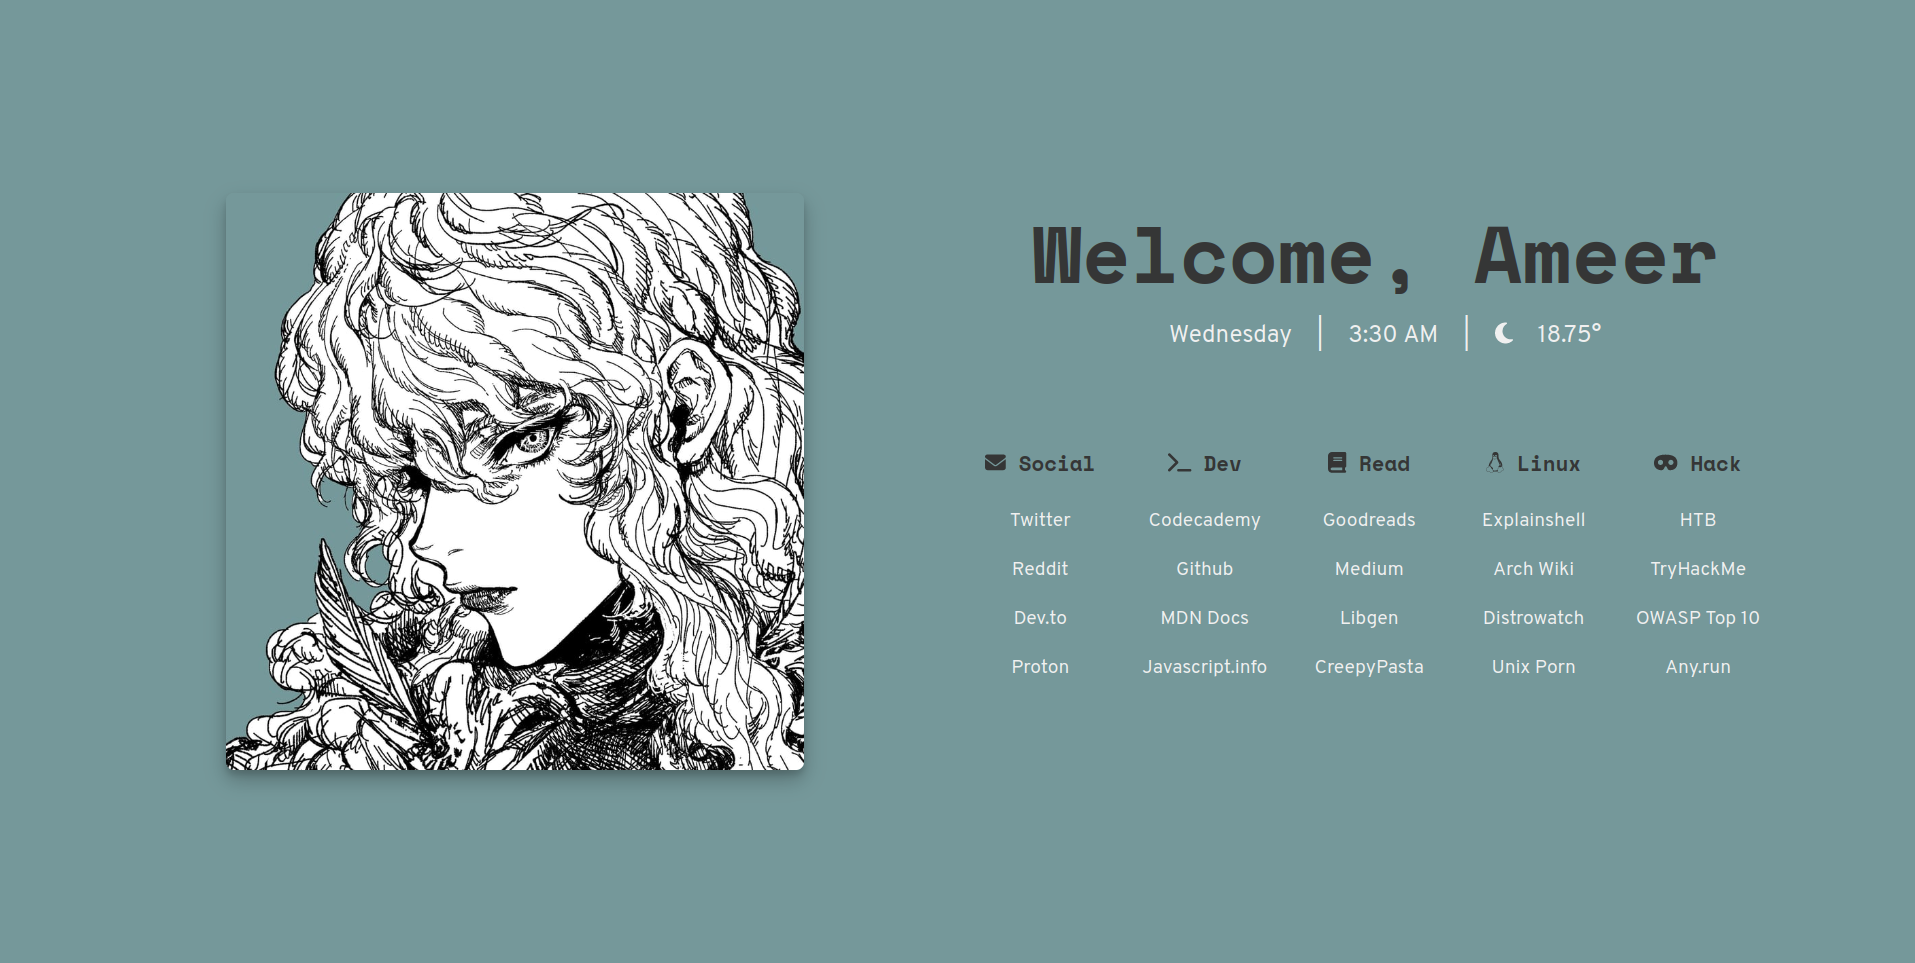 Welcome, Ameer
Wednesday | 3:30 AM | 18.75°
Social Dev Read Linux Hack
Twitter Codecademy Goodreads Explainshell HTB
Reddit Github Medium Arch Wiki TryHackMe
Dev.to MDN Docs Libgen Distrowatch OWASP Top 10
Proton Javascript.info CreepyPasta Unix Porn Any.run